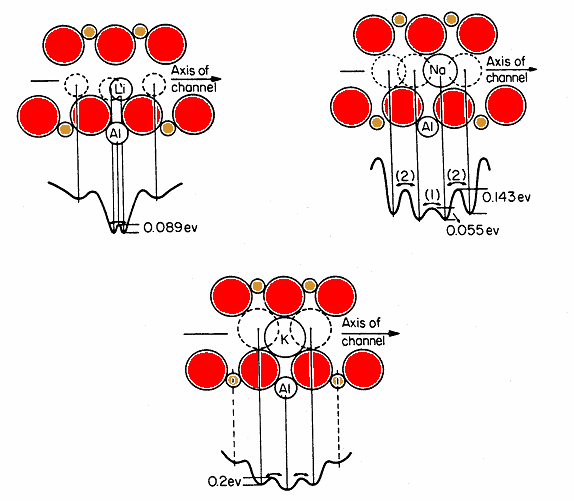 Li
Axis of
channel
Al
0.089ev
Na
Axis of
channel
Al
(2)
(2)
(1)
0.143ev
0.055ev
K
Axis of
channel
Al
0.2ev